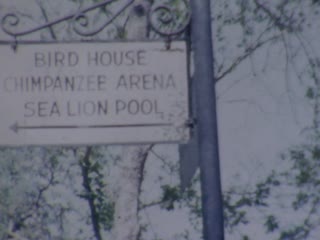 BIRD HOUSE
CHIMPANZEE ARENA
SEA LION POOL